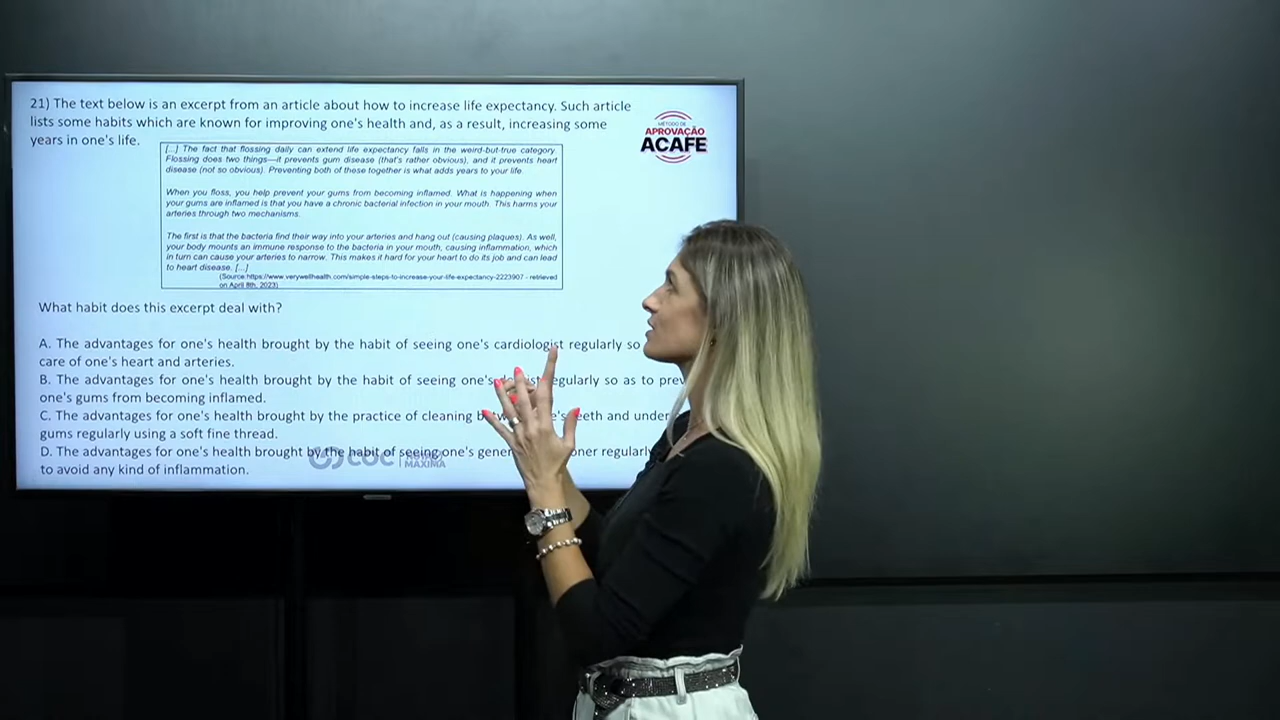 21) The text below is an excerpt from an article about how to increase life expectancy. Such article
lists some habits which are known for improving one's health and, as a result, increasing some
years in one's life.
MÉTODO DE
APROVAÇÃO
ACAFE
[...] The fact that flossing daily can extend life expectancy falls in the weird-but-true category.
Flossing does two things—it prevents gum disease (that's rather obvious), and it prevents heart
disease (not so obvious). Preventing both of these together is what adds years to your life.
When you floss, you help prevent your gums from becoming inflamed. What is happening when
your gums are inflamed is that you have a chronic bacterial infection in your mouth. This harms your
arteries through two mechanisms.
The first is that the bacteria find their way into your arteries and hang out (causing plaques). As well,
your body mounts an immune response to the bacteria in your mouth, causing inflammation, which
in turn can cause your arteries to narrow. This makes it hard for your heart to do its job and can lead
to heart disease. [...]
(Source:https://www.verywellhealth.com/simple-steps-to-increase-your-life-expectancy-2223907 - retrieved
on April 8th, 2023)
What habit does this excerpt deal with?
A. The advantages for one's health brought by the habit of seeing one's cardiologist regularly so
care of one's heart and arteries.
B. The advantages for one's health brought by the habit of seeing one's regularly so as to
one's gums from becoming inflamed.
C. The advantages for one's health brought by the practice of cleaning teeth and under
gums regularly using a soft fine thread.
D. The advantages for one's health brought by the habit of seeing one's regularly
to avoid any kind of inflammation.
COC
MÁXIMA